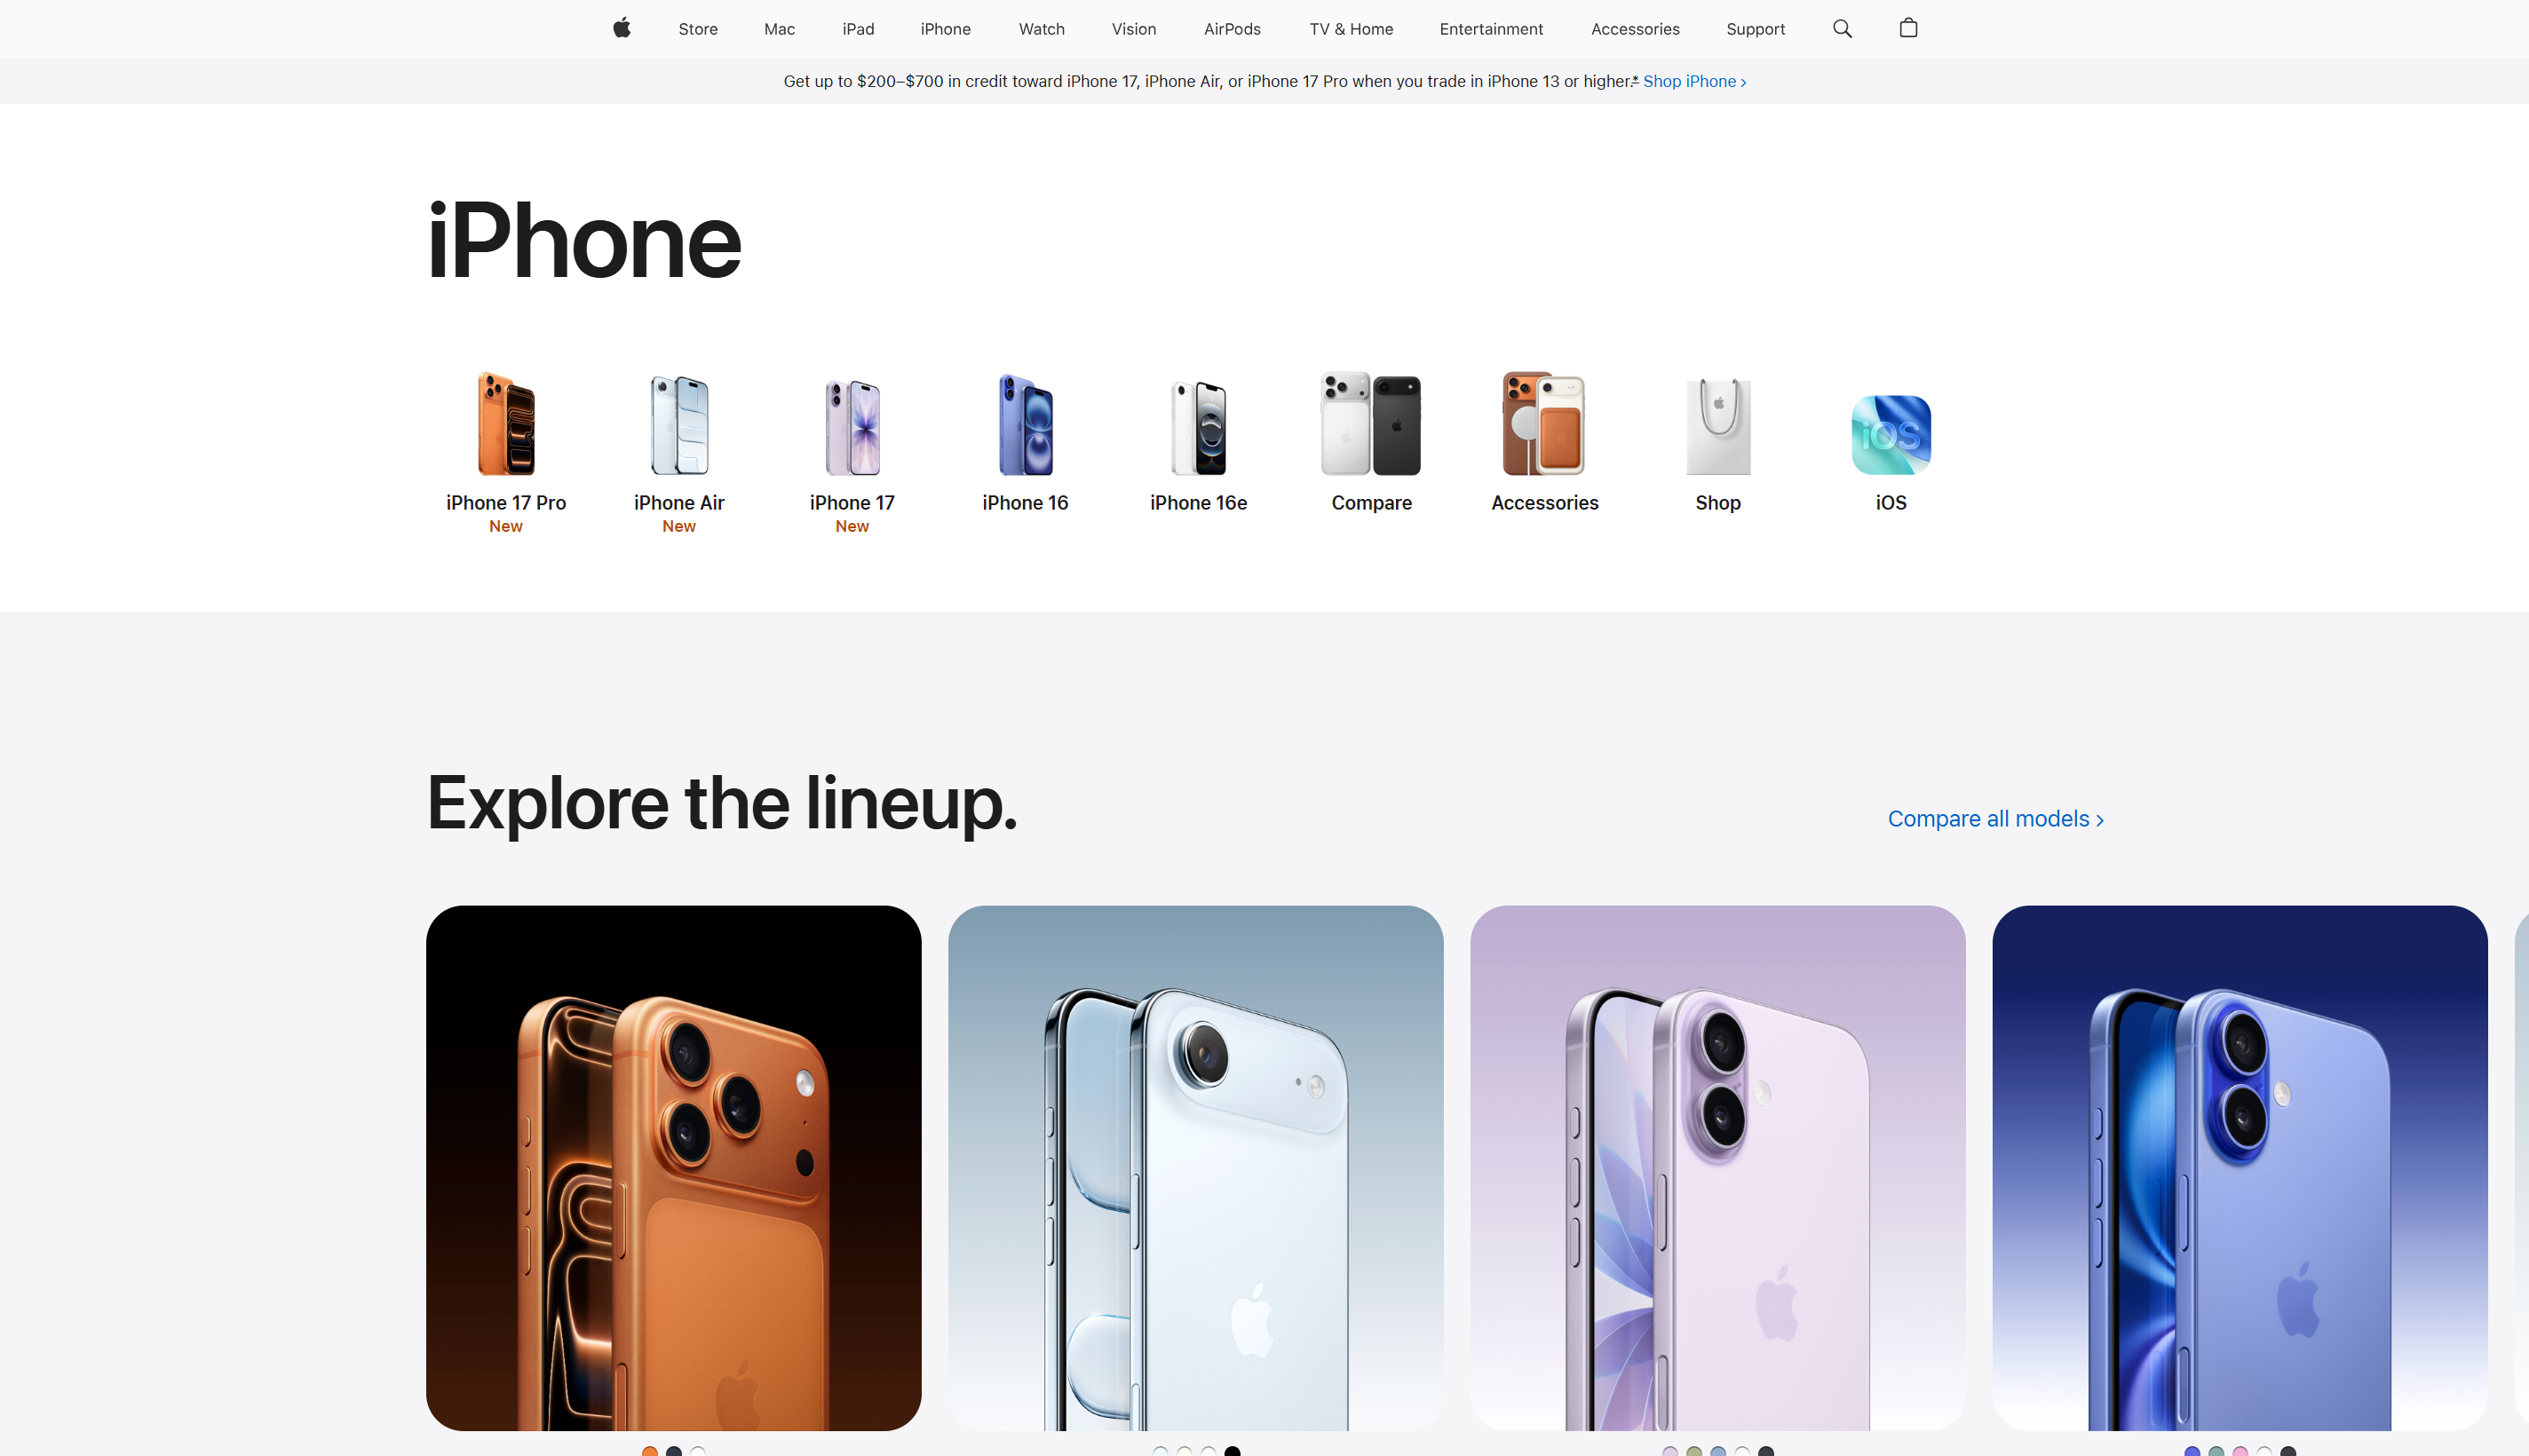 Store Mac iPad iPhone Watch Vision AirPods TV & Home Entertainment Accessories Support
Get up to $200–$700 in credit toward iPhone 17, iPhone Air, or iPhone 17 Pro when you trade in iPhone 13 or higher.* Shop iPhone >
iPhone
iOS
iPhone 17 Pro iPhone Air iPhone 17 iPhone 16 iPhone 16e Compare Accessories Shop iOS
New New New
Explore the lineup.
Compare all models >